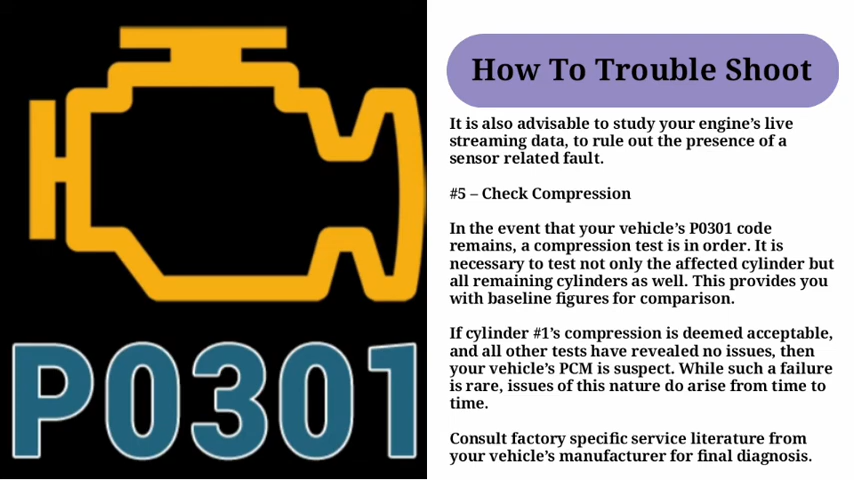 P0301
How To Trouble Shoot
It is also advisable to study your engine’s live
streaming data, to rule out the presence of a
sensor related fault.
#5 – Check Compression
In the event that your vehicle’s P0301 code
remains, a compression test is in order. It is
necessary to test not only the affected cylinder but
all remaining cylinders as well. This provides you
with baseline figures for comparison.
If cylinder #1’s compression is deemed acceptable,
and all other tests have revealed no issues, then
your vehicle’s PCM is suspect. While such a failure
is rare, issues of this nature do arise from time to
time.
Consult factory specific service literature from
your vehicle’s manufacturer for final diagnosis.